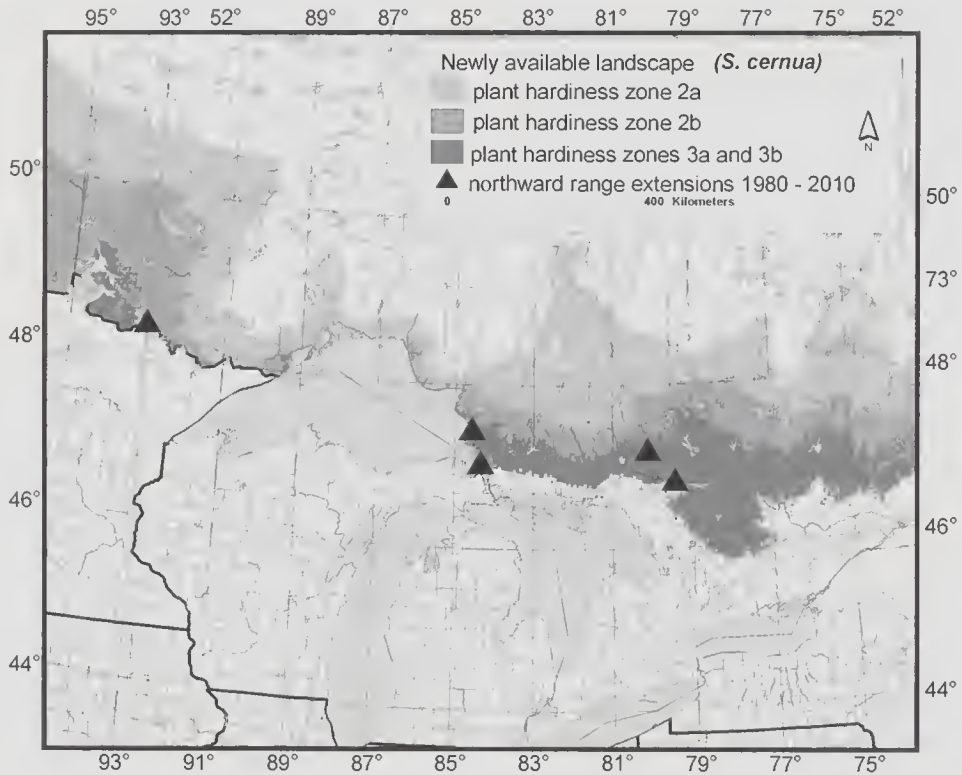 95° 93° 52° 89° 87° 85° 83° 81° 79° 77° 75° 52°
Newly available landscape (S. cernua)
plant hardiness zone 2a
plant hardiness zone 2b
plant hardiness zones 3a and 3b
northward range extensions 1980 - 2010
0 400 Kilometers
N
50° 50°
73°
48° 48°
46° 46°
44° 44°
93° 91° 89° 87° 85° 83° 81° 79° 77° 75°